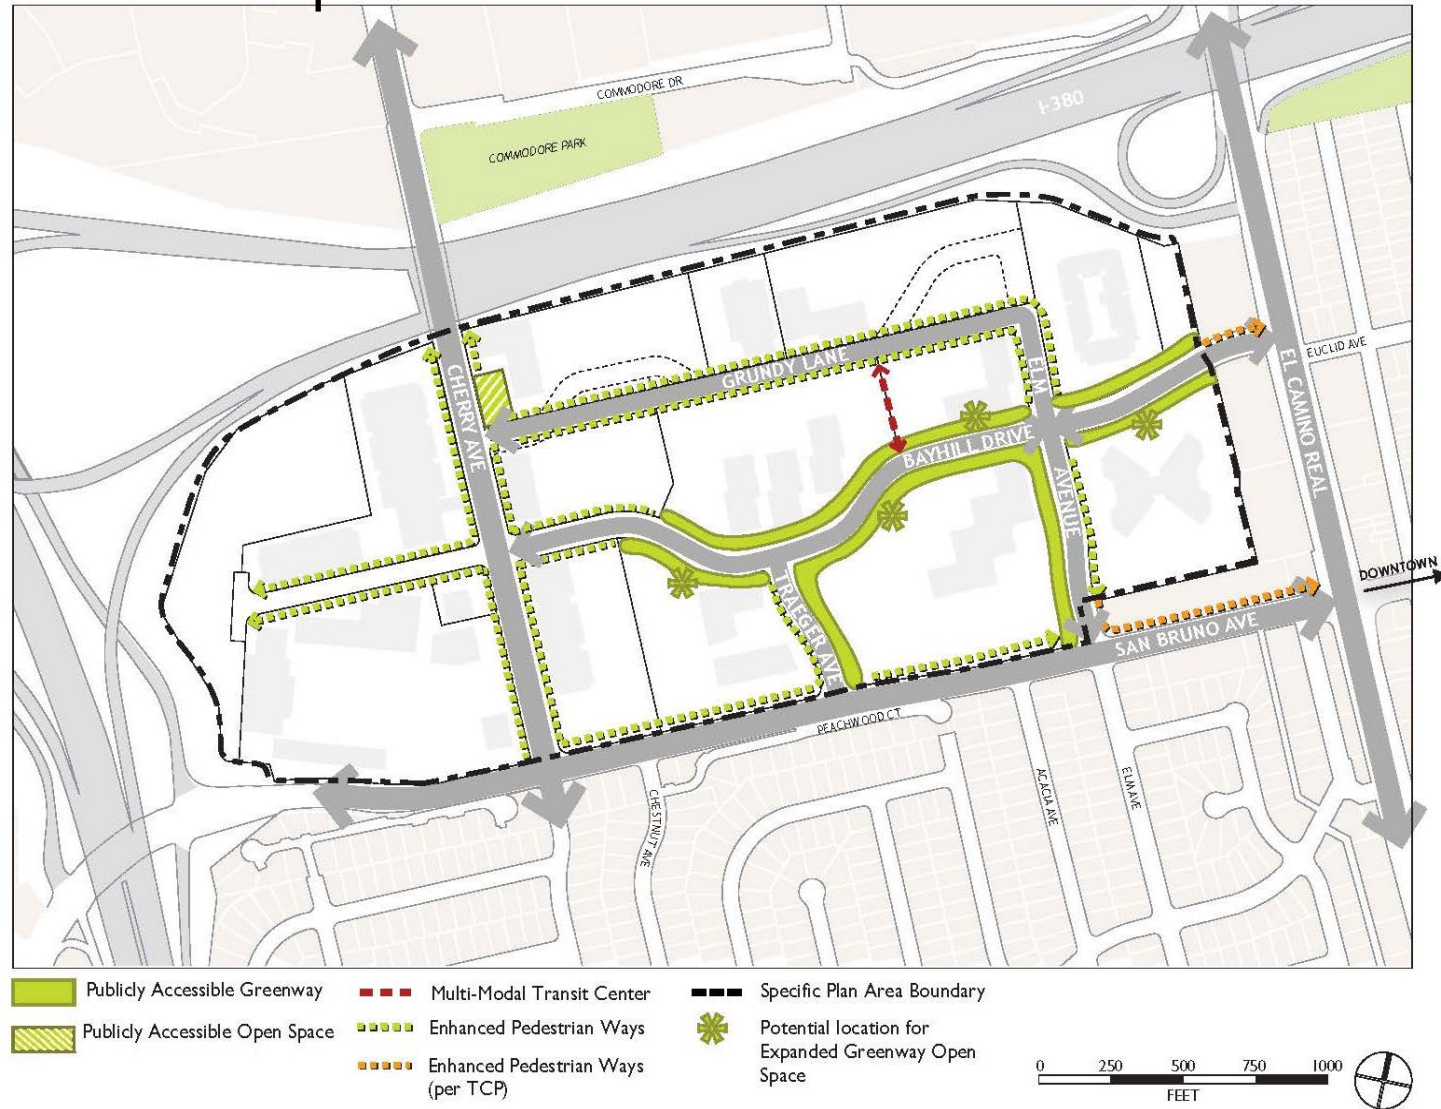 COMMODORE DR
I-380
COMMODORE PARK
EUCLID AVE
GRUNDY LANE
CHERRY AVE
ELM
EL CAMINO REAL
BAYHILL DRIVE
AVENUE
DOWNTOWN
TRAEGER AVE
SAN BRUNO AVE
PEACHWOOD CT
CHESTNUT AVE
ACACIA AVE
ELM AVE
Publicly Accessible Greenway
Multi-Modal Transit Center
Specific Plan Area Boundary
Publicly Accessible Open Space
Enhanced Pedestrian Ways
Potential location for
Expanded Greenway Open
Space
Enhanced Pedestrian Ways
(per TCP)
0 250 500 750 1000
FEET